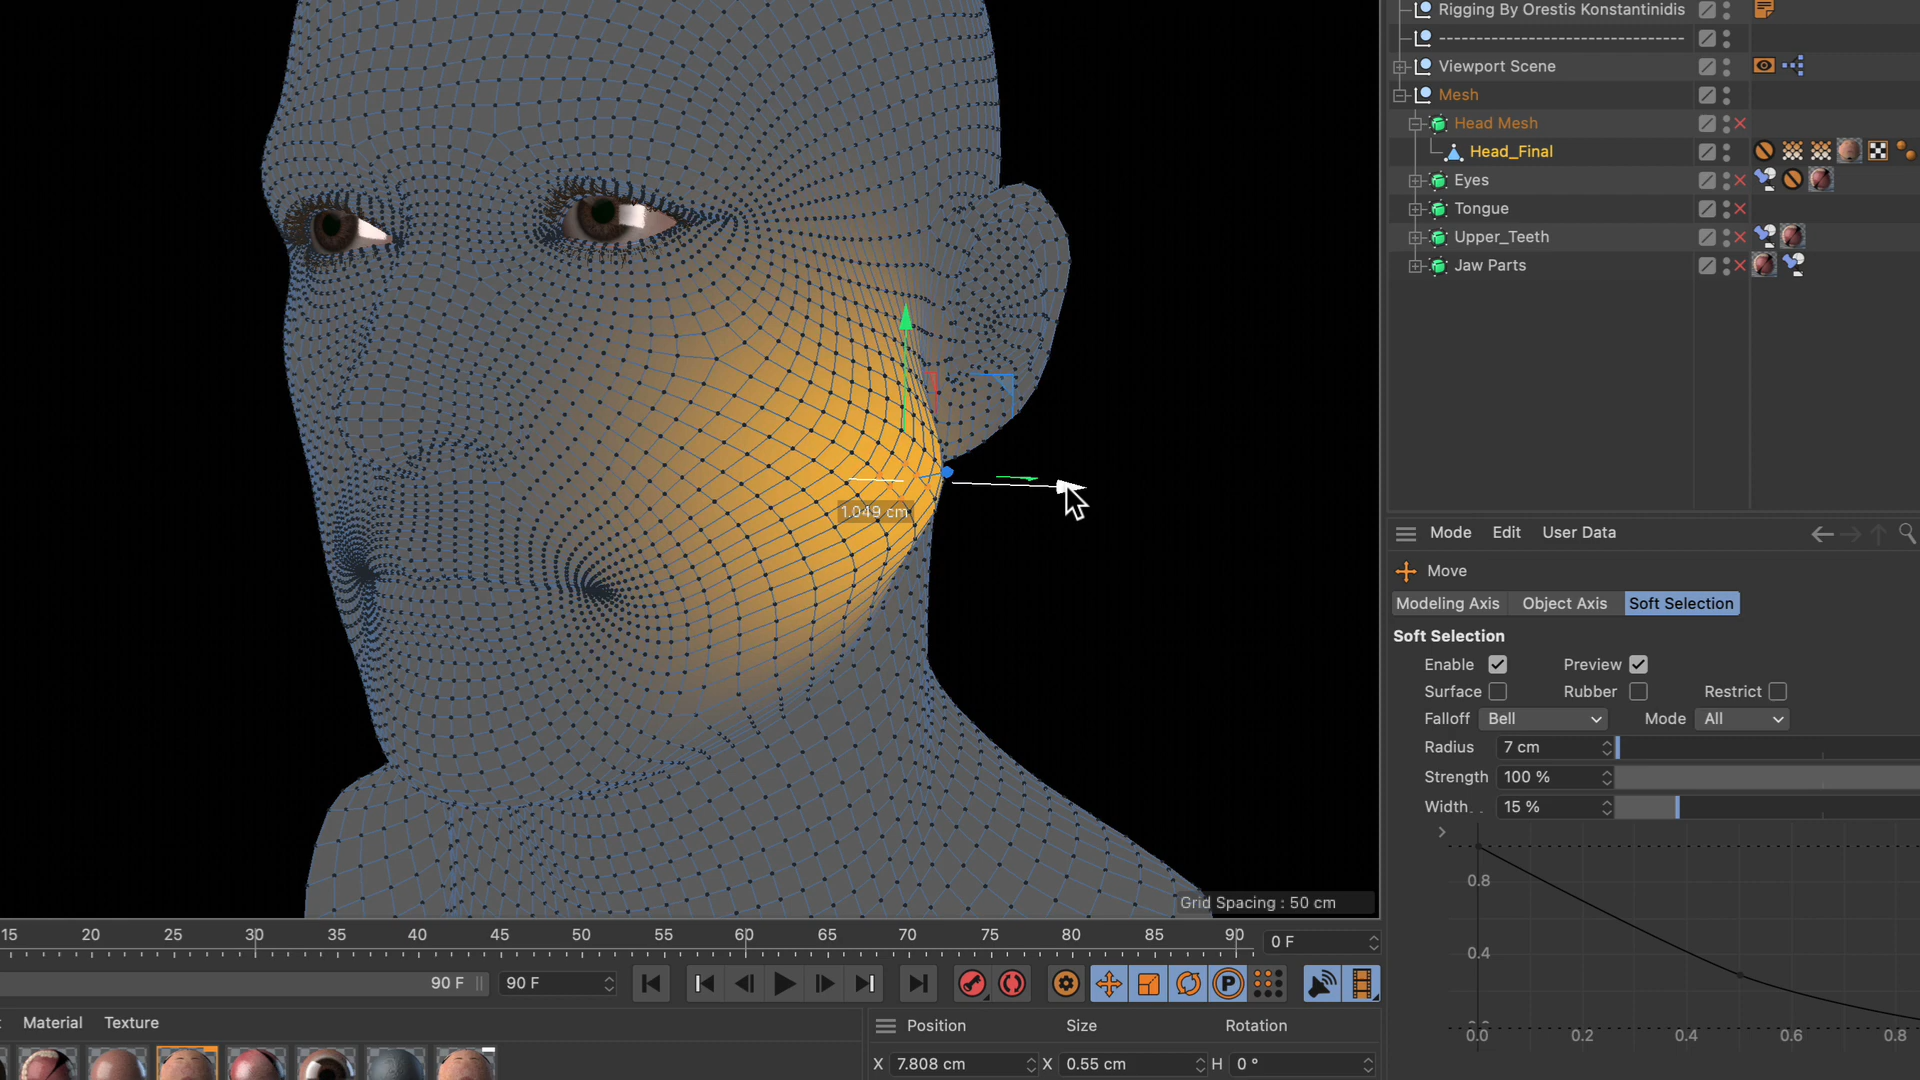 Rigging By Orestis Konstantinidis
---------------------------------
Viewport Scene
Mesh
Head Mesh
Head_Final
Eyes
Tongue
Upper_Teeth
Jaw Parts
1.049 cm
Grid Spacing : 50 cm
Mode Edit User Data
Move
Modeling Axis Object Axis Soft Selection
Soft Selection
Enable Preview
Surface Rubber Restrict
Falloff Bell Mode All
Radius 7 cm
Strength 100 %
Width. . 15 %
0.8
0.4
0.0 0.2 0.4 0.6 0.8
15 20 25 30 35 40 45 50 55 60 65 70 75 80 85 90 0 F
90 F 90 F
P
Material Texture
Position Size Rotation
X 7.808 cm X 0.55 cm H 0 °